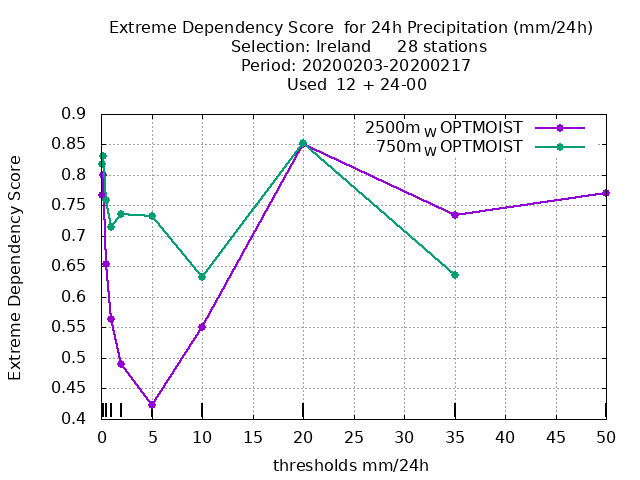 Extreme Dependency Score  for 24h Precipitation (mm/24h)
Selection: Ireland     28 stations
Period: 20200203-20200217
Used  12 + 24-00
2500m W OPTMOIST
750m W OPTMOIST
Extreme Dependency Score
0.9
0.85
0.8
0.75
0.7
0.65
0.6
0.55
0.5
0.45
0.4
0 5 10 15 20 25 30 35 40 45 50
thresholds mm/24h